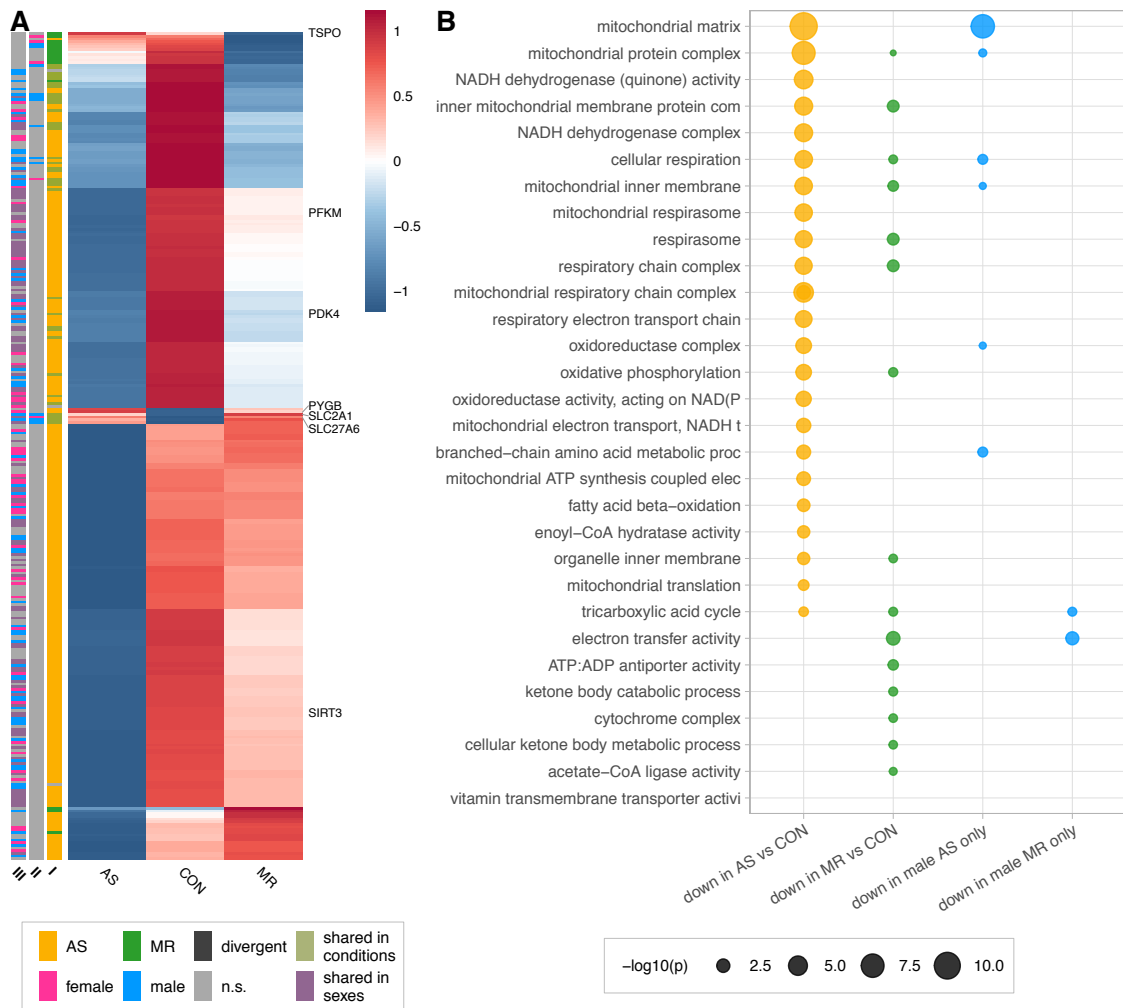 A
B
TSPO
PFKM
PDK4
PYGB
SLC2A1
SLC27A6
SIRT3
1
0.5
0
−0.5
−1
III
II
I
AS
CON
MR
AS
MR
divergent
shared in
conditions
female
male
n.s.
shared in
sexes
mitochondrial matrix
mitochondrial protein complex
NADH dehydrogenase (quinone) activity
inner mitochondrial membrane protein com
NADH dehydrogenase complex
cellular respiration
mitochondrial inner membrane
mitochondrial respirasome
respirasome
respiratory chain complex
mitochondrial respiratory chain complex
respiratory electron transport chain
oxidoreductase complex
oxidative phosphorylation
oxidoreductase activity, acting on NAD(P
mitochondrial electron transport, NADH t
branched−chain amino acid metabolic proc
mitochondrial ATP synthesis coupled elec
fatty acid beta−oxidation
enoyl−CoA hydratase activity
organelle inner membrane
mitochondrial translation
tricarboxylic acid cycle
electron transfer activity
ATP:ADP antiporter activity
ketone body catabolic process
cytochrome complex
cellular ketone body metabolic process
acetate−CoA ligase activity
vitamin transmembrane transporter activi
down in AS vs CON
down in MR vs CON
down in male AS only
down in male MR only
−log10(p)
2.5
5.0
7.5
10.0